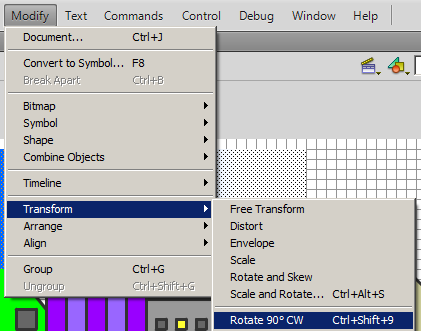 Modify Text Commands Control Debug Window Help
Document... Ctrl+J
Convert to Symbol... F8
Break Apart Ctrl+B
Bitmap
Symbol
Shape
Combine Objects
Timeline
Transform
Arrange
Align
Group Ctrl+G
Ungroup Ctrl+Shift+G
Free Transform
Distort
Envelope
Scale
Rotate and Skew
Scale and Rotate... Ctrl+Alt+S
Rotate 90° CW Ctrl+Shift+9